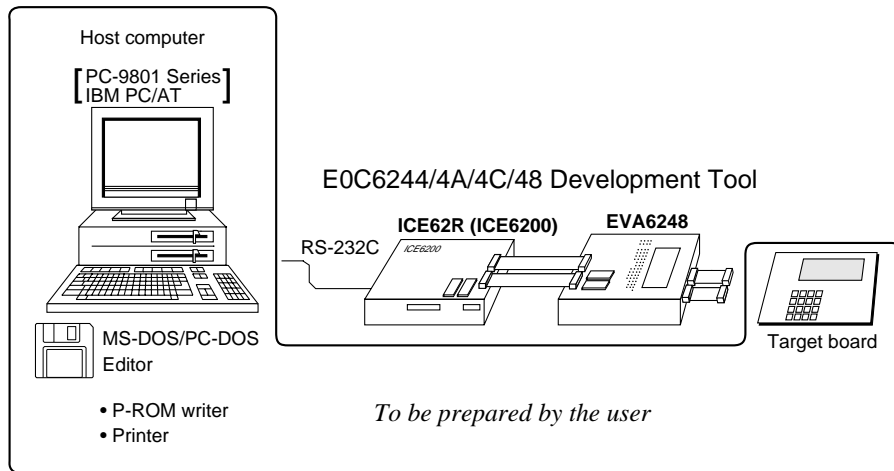 Host computer
[PC-9801 Series
IBM PC/AT]
E0C6244/4A/4C/48 Development Tool
ICE62R (ICE6200)
EVA6248
RS-232C
ICE6200
MS-DOS/PC-DOS
Editor
Target board
• P-ROM writer
• Printer
To be prepared by the user